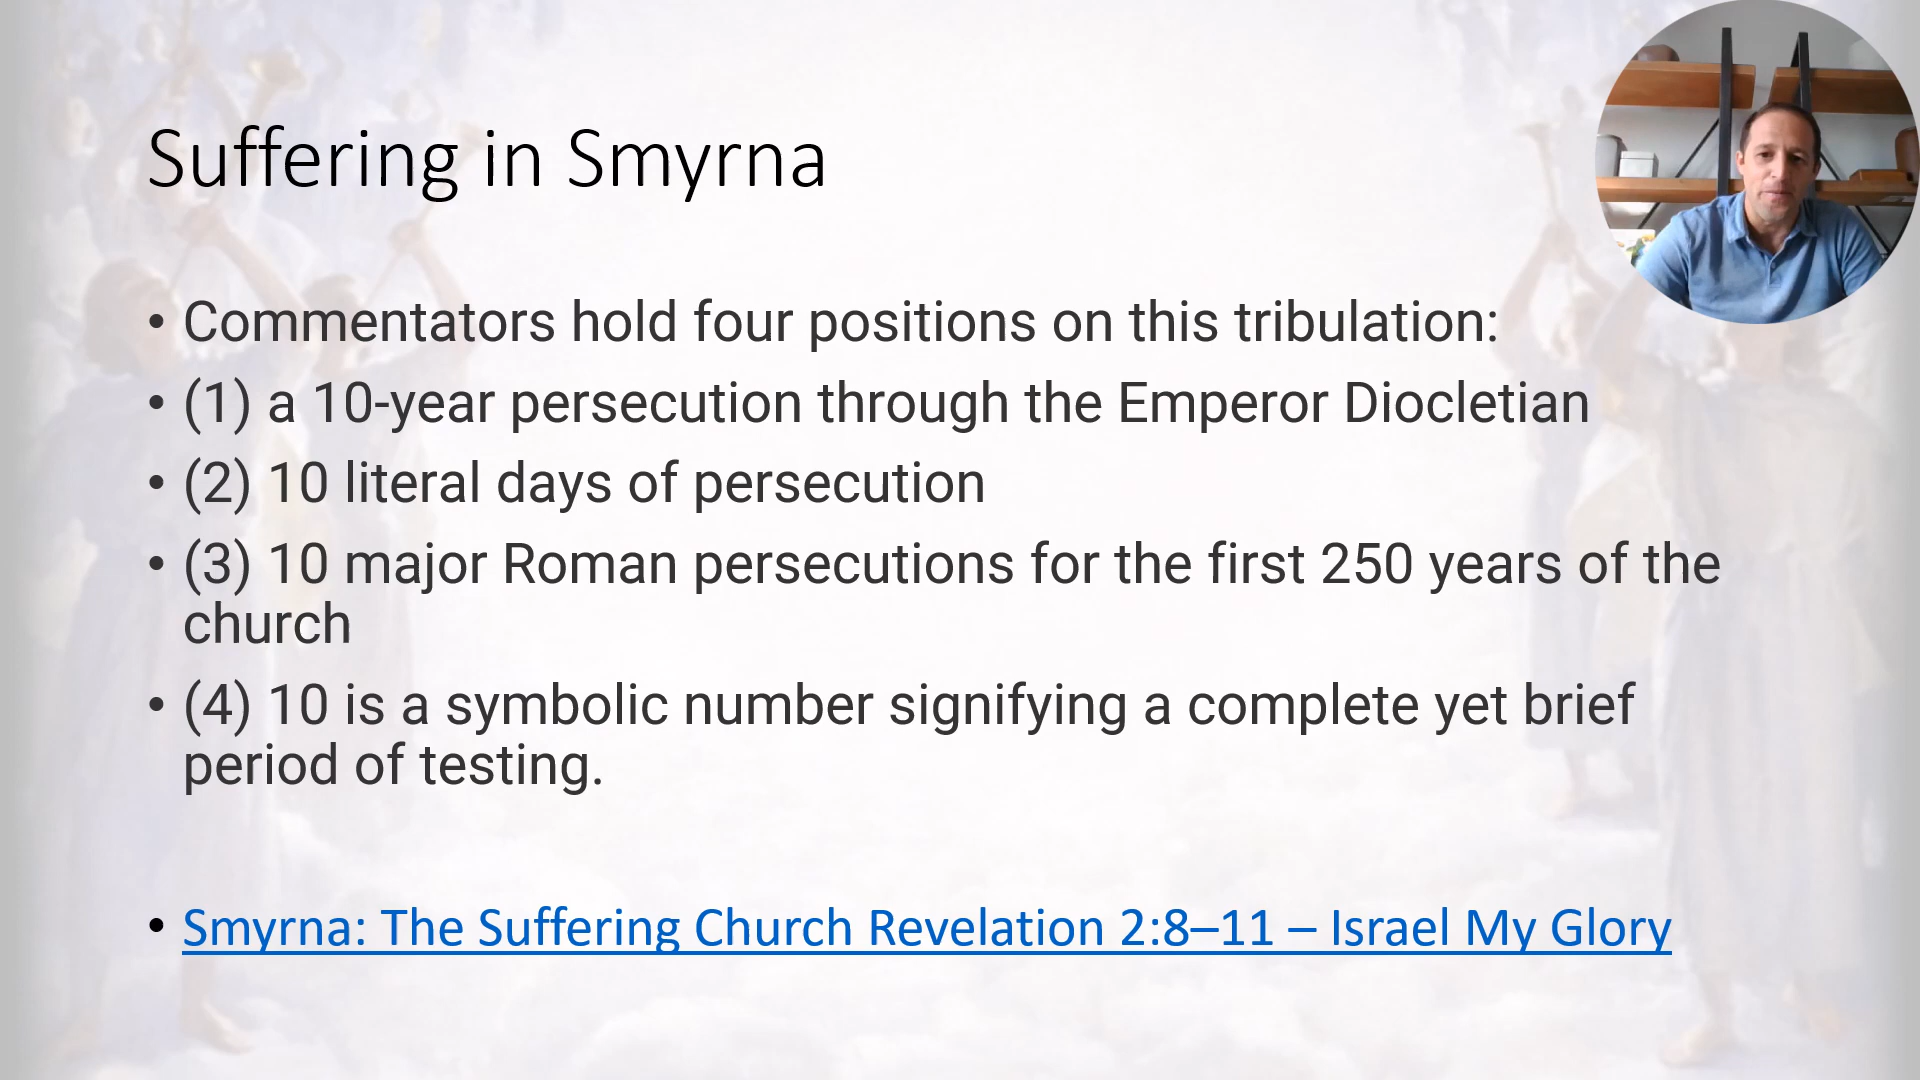 Suffering in Smyrna
• Commentators hold four positions on this tribulation:
• (1) a 10-year persecution through the Emperor Diocletian
• (2) 10 literal days of persecution
• (3) 10 major Roman persecutions for the first 250 years of the
church
• (4) 10 is a symbolic number signifying a complete yet brief
period of testing.
• Smyrna: The Suffering Church Revelation 2:8–11 – Israel My Glory